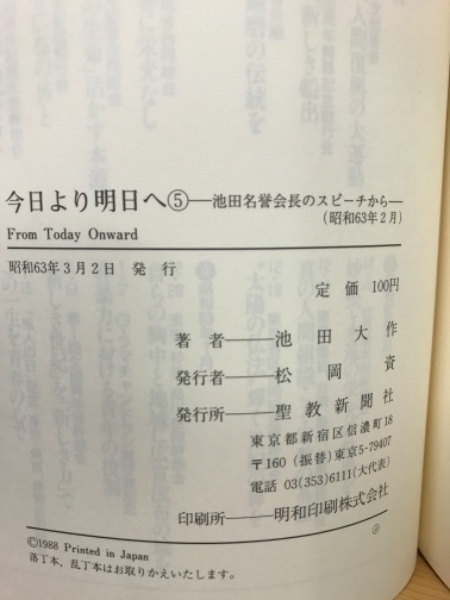 今日より明日へ⑤―池田名誉会長のスピーチから―
(昭和63年2月)
From Today Onward
昭和63年3月2日 発 行
定 価 100円
著 者――池 田 大 作
発行者――松 岡 資
発行所――聖 教 新 聞 社
東京都新宿区信濃町18
〒160 (振替)東京5-79407
電話 03(353)6111(大代表)
印刷所――明和印刷株式会社
©1988 Printed in Japan
落丁本,乱丁本はお取りかえいたします。